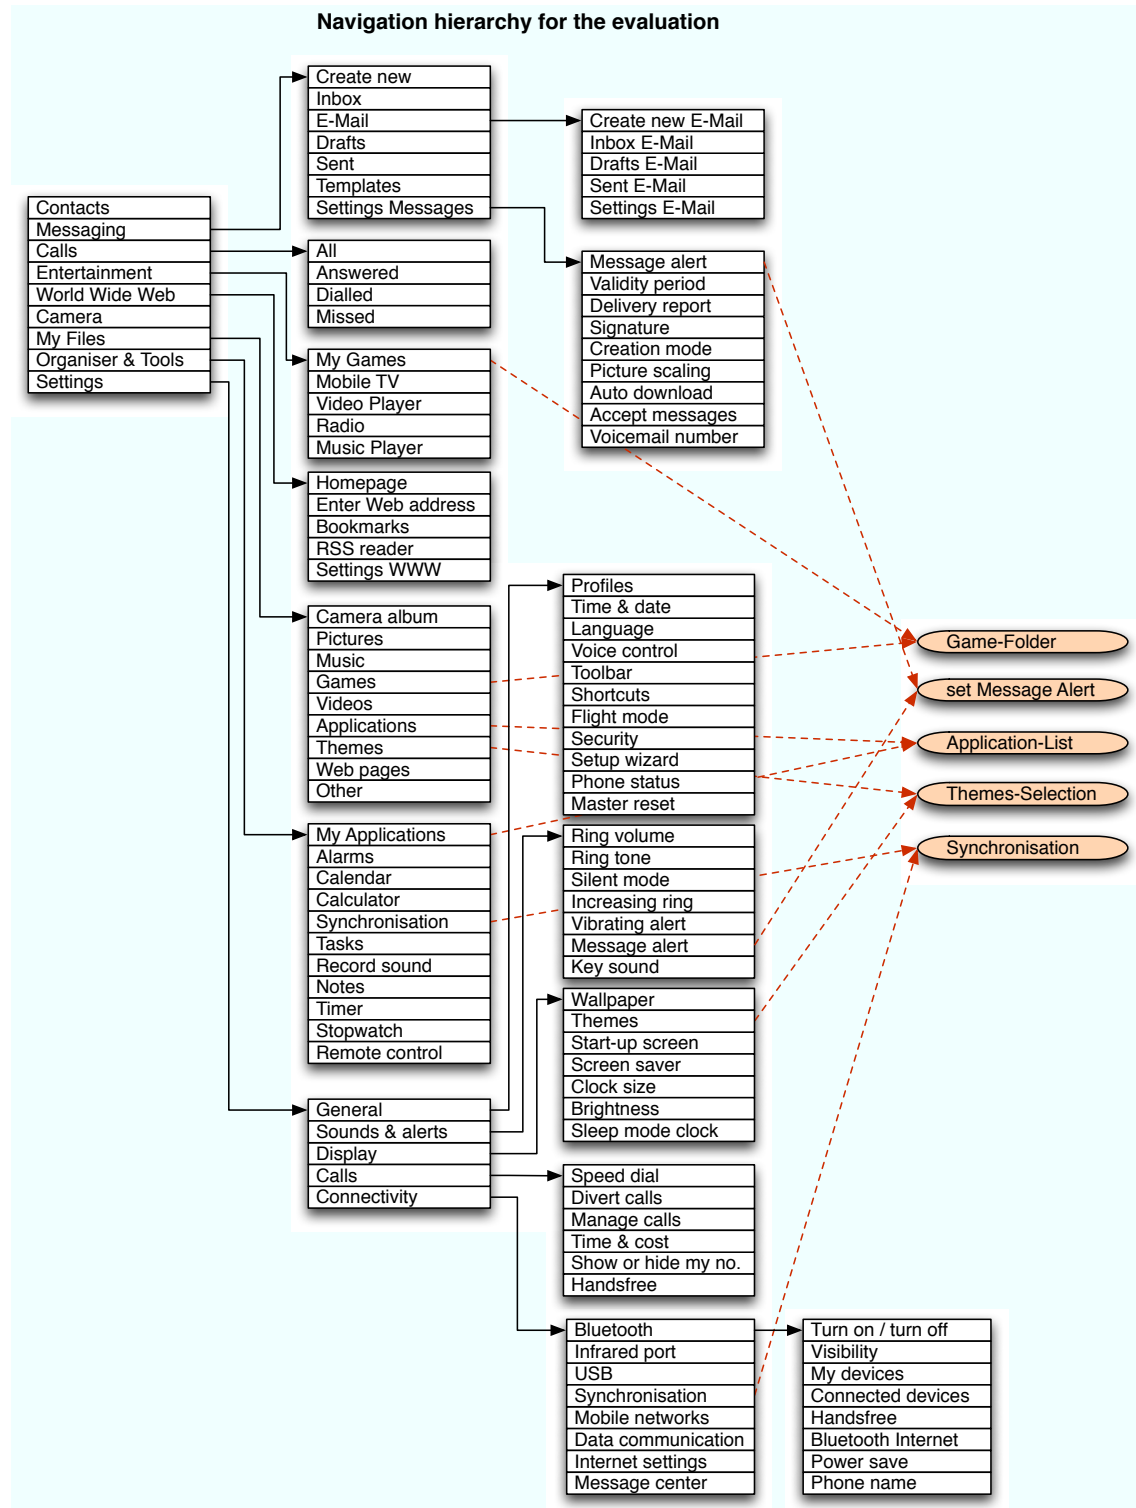 Navigation hierarchy for the evaluation
Contacts
Messaging
Calls
Entertainment
World Wide Web
Camera
My Files
Organiser & Tools
Settings
Create new
Inbox
E-Mail
Drafts
Sent
Templates
Settings Messages
All
Answered
Dialled
Missed
My Games
Mobile TV
Video Player
Radio
Music Player
Homepage
Enter Web address
Bookmarks
RSS reader
Settings WWW
Camera album
Pictures
Music
Games
Videos
Applications
Themes
Web pages
Other
My Applications
Alarms
Calendar
Calculator
Synchronisation
Tasks
Record sound
Notes
Timer
Stopwatch
Remote control
General
Sounds & alerts
Display
Calls
Connectivity
Create new E-Mail
Inbox E-Mail
Drafts E-Mail
Sent E-Mail
Settings E-Mail
Message alert
Validity period
Delivery report
Signature
Creation mode
Picture scaling
Auto download
Accept messages
Voicemail number
Profiles
Time & date
Language
Voice control
Toolbar
Shortcuts
Flight mode
Security
Setup wizard
Phone status
Master reset
Ring volume
Ring tone
Silent mode
Increasing ring
Vibrating alert
Message alert
Key sound
Wallpaper
Themes
Start-up screen
Screen saver
Clock size
Brightness
Sleep mode clock
Speed dial
Divert calls
Manage calls
Time & cost
Show or hide my no.
Handsfree
Bluetooth
Infrared port
USB
Synchronisation
Mobile networks
Data communication
Internet settings
Message center
Turn on / turn off
Visibility
My devices
Connected devices
Handsfree
Bluetooth Internet
Power save
Phone name
Game-Folder
set Message Alert
Application-List
Themes-Selection
Synchronisation